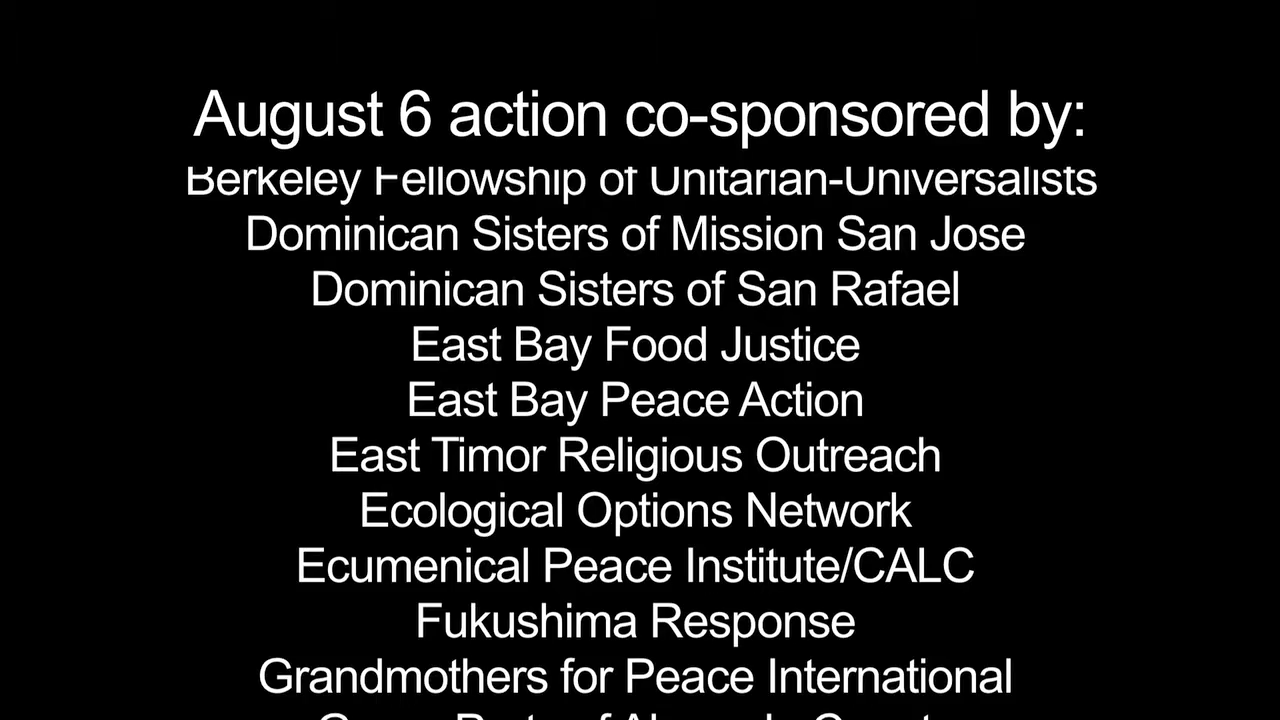 August 6 action co-sponsored by:
Berkeley Fellowship of Unitarian-Universalists
Dominican Sisters of Mission San Jose
Dominican Sisters of San Rafael
East Bay Food Justice
East Bay Peace Action
East Timor Religious Outreach
Ecological Options Network
Ecumenical Peace Institute/CALC
Fukushima Response
Grandmothers for Peace International